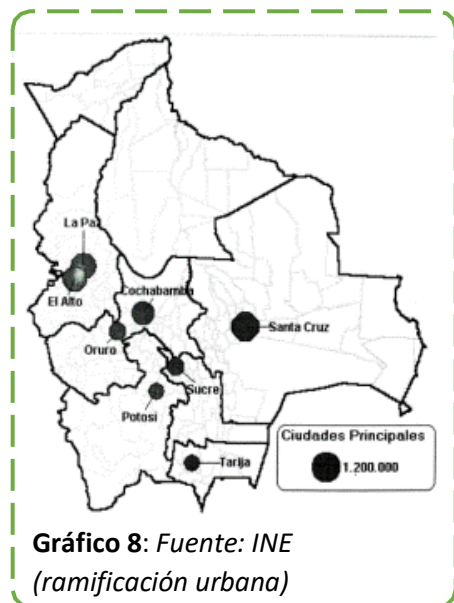 La Paz
El Alto
Cochabamba
Oruro
Santa Cruz
Sucre
Potosi
Tarija
Ciudades Principales
1.200.000
Gráfico 8: Fuente: INE
(ramificación urbana)